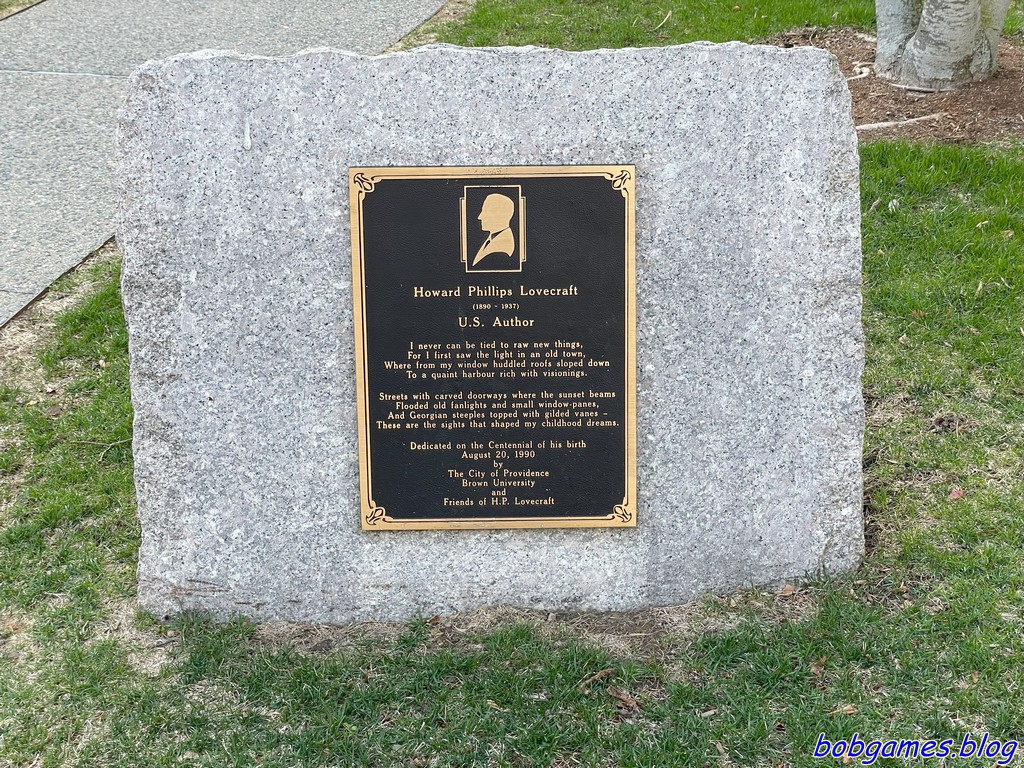 Howard Phillips Lovecraft
(1890 - 1937)
U.S. Author
I never can be tied to raw new things,
For I first saw the light in an old town,
Where from my window huddled roofs sloped down
To a quaint harbour rich with visionings.
Streets with carved doorways where the sunset beams
Flooded old fanlights and small window-panes,
And Georgian steeples topped with gilded vanes –
These are the sights that shaped my childhood dreams.
Dedicated on the Centennial of his birth
August 20, 1990
by
The City of Providence
Brown University
and
Friends of H.P. Lovecraft
bobgames.blog